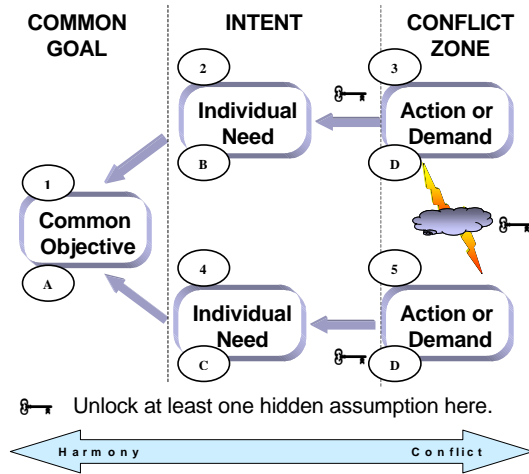 COMMON
GOAL
INTENT
CONFLICT
ZONE
2
Individual
Need
B
3
Action or
Demand
D
1
Common
Objective
A
4
Individual
Need
C
5
Action or
Demand
D
Unlock at least one hidden assumption here.
Harmony
Conflict